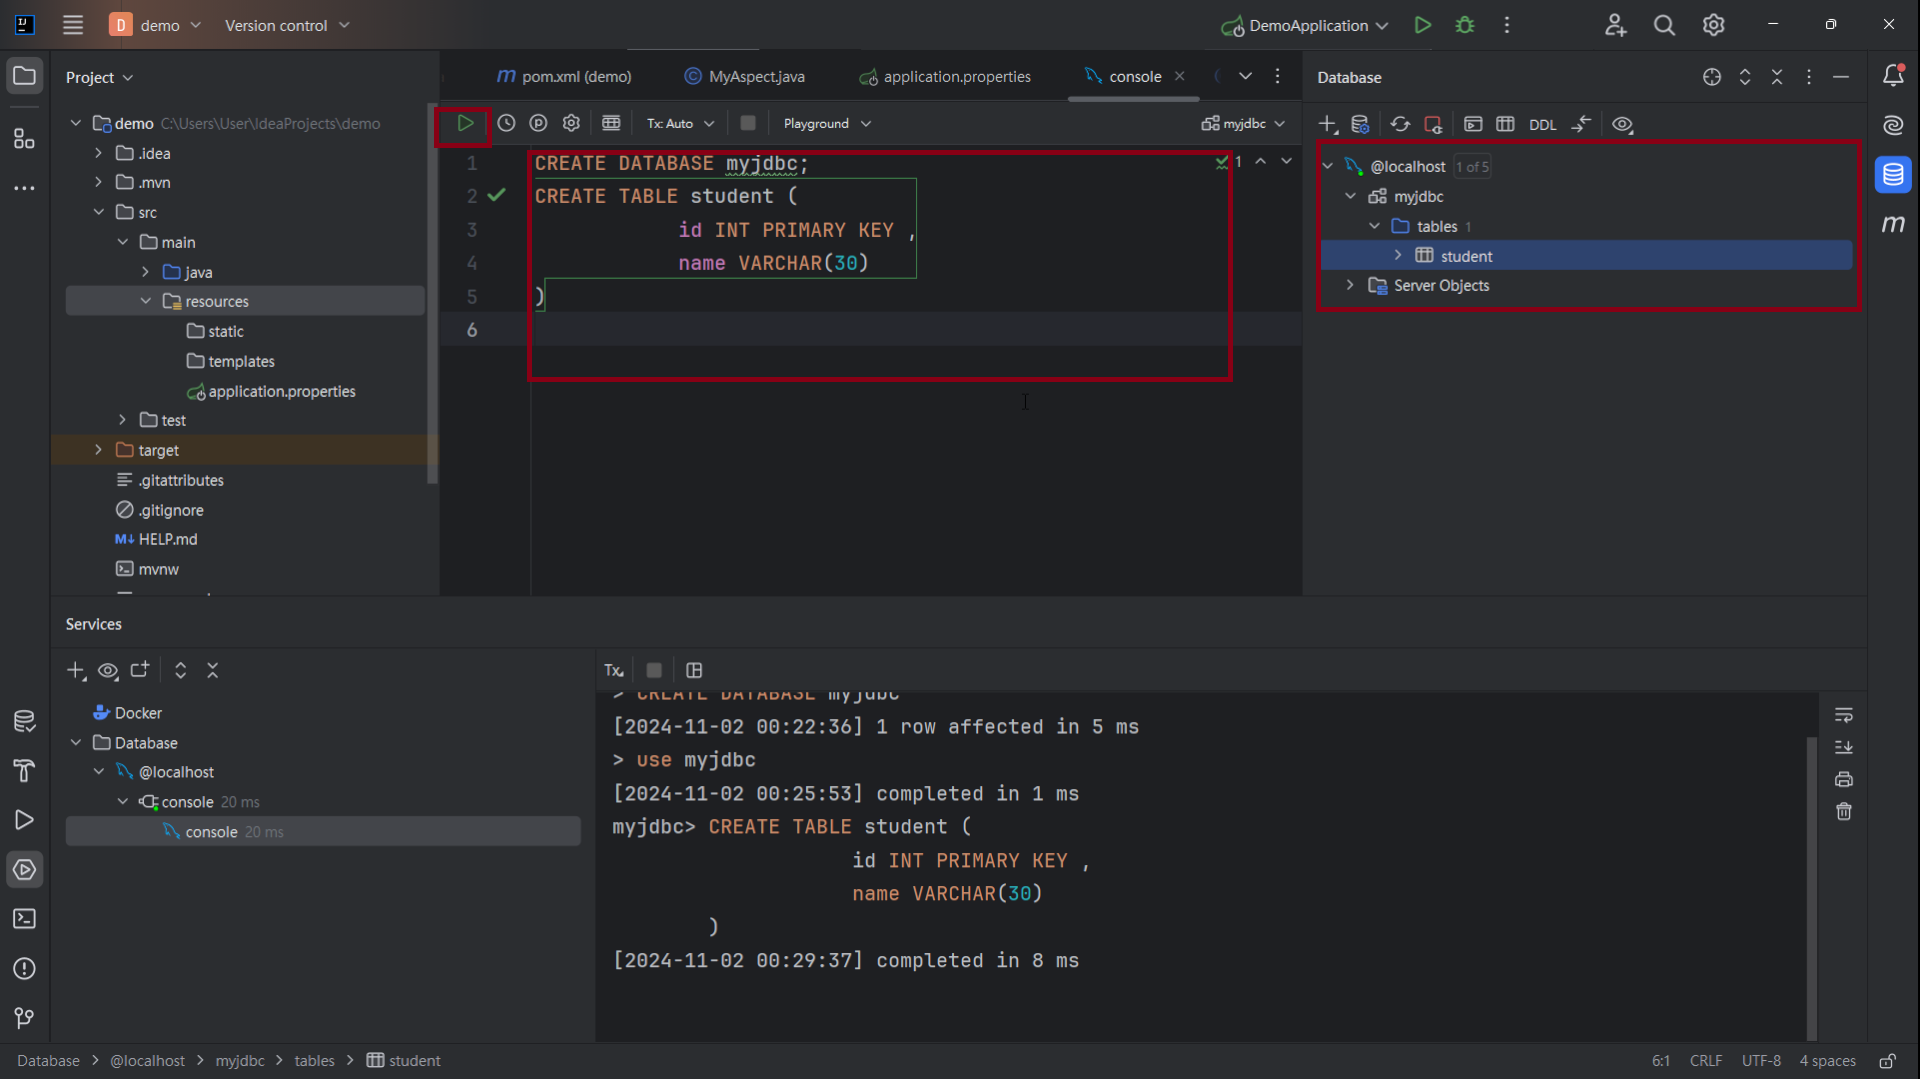 D demo Version control DemoApplication
Project
pom.xml (demo) MyAspect.java application.properties console
Database
Tx: Auto Playground myjdbc
DDL
demo C:\Users\User\IdeaProjects\demo
.idea
.mvn
src
main
java
resources
static
templates
application.properties
test
target
.gitattributes
.gitignore
HELP.md
mvnw
1 CREATE DATABASE myjdbc;
2 CREATE TABLE student (
3 id INT PRIMARY KEY ,
4 name VARCHAR(30)
5 )
6
1
@localhost 1 of 5
myjdbc
tables 1
student
Server Objects
Services
Docker
Database
@localhost
console 20 ms
console 20 ms
Tx
> CREATE DATABASE myjdbc
[2024-11-02 00:22:36] 1 row affected in 5 ms
> use myjdbc
[2024-11-02 00:25:53] completed in 1 ms
myjdbc> CREATE TABLE student (
id INT PRIMARY KEY ,
name VARCHAR(30)
)
[2024-11-02 00:29:37] completed in 8 ms
Database > @localhost > myjdbc > tables > student
6:1 CRLF UTF-8 4 spaces